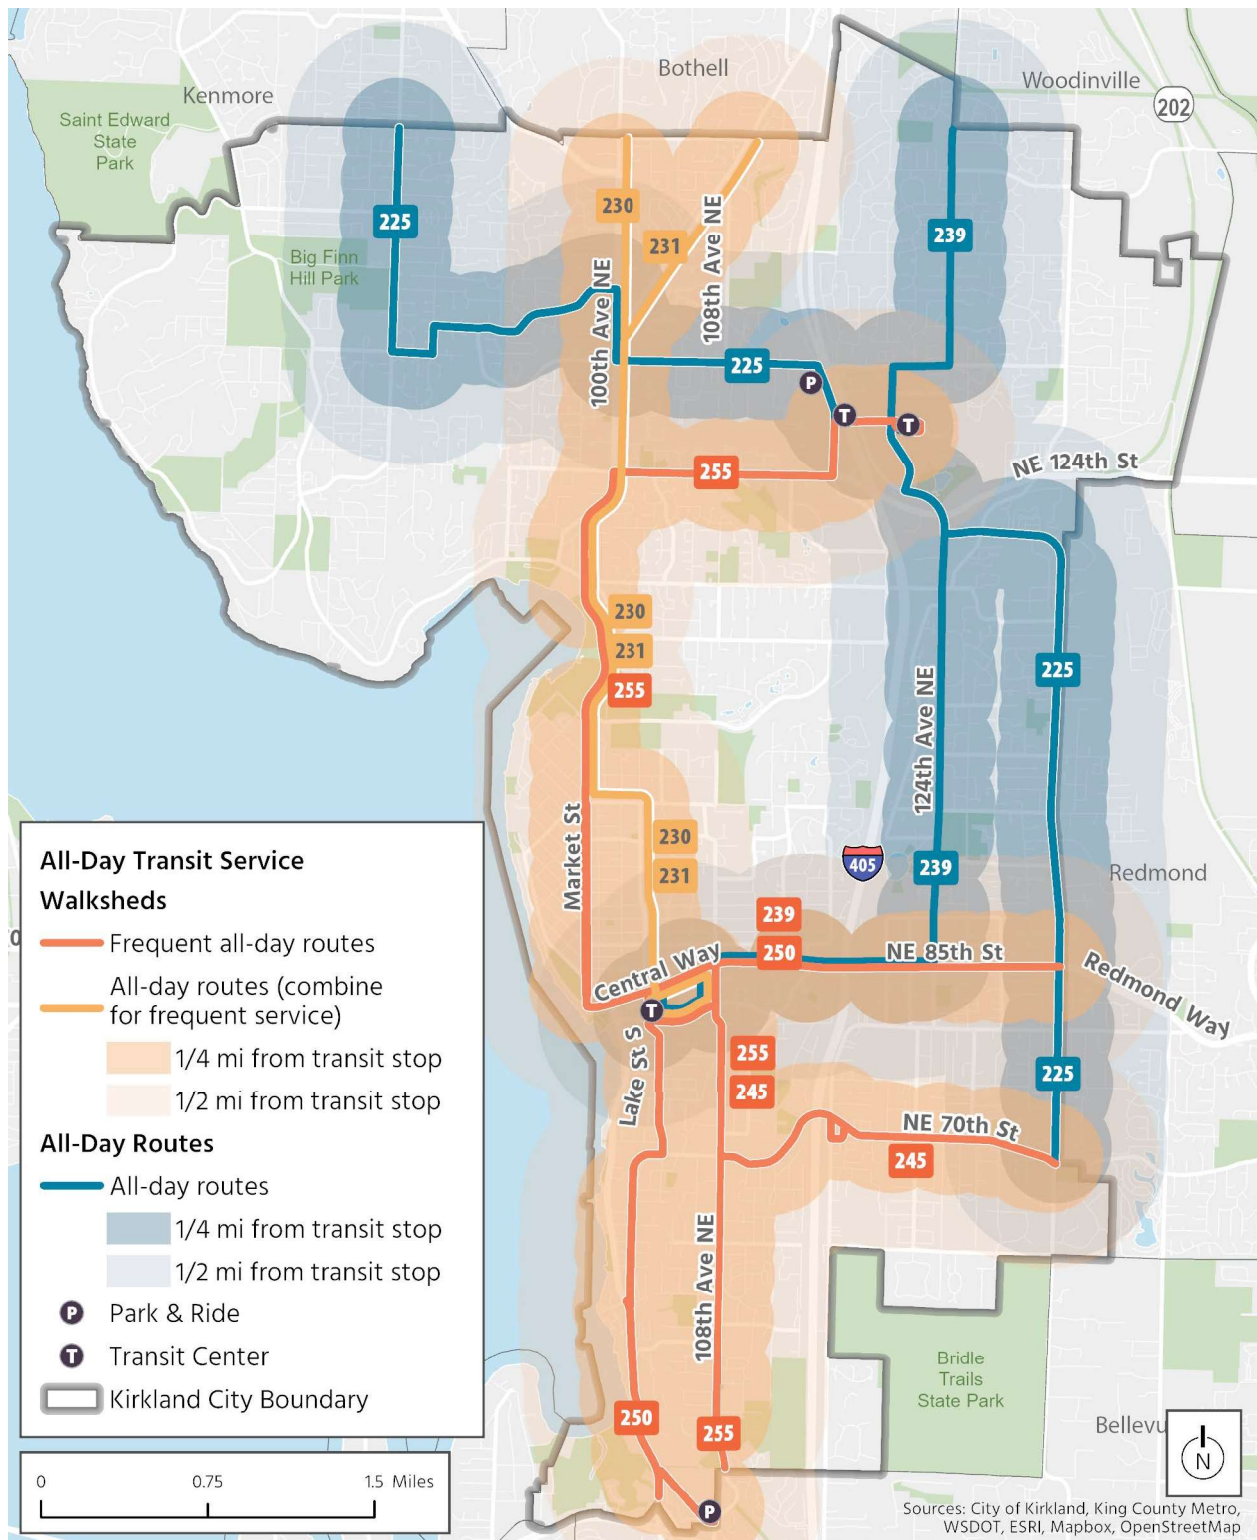 Kenmore
Bothell
Woodinville
202
Saint Edward
State
Park
Big Finn
Hill Park
225
230
231
239
100th Ave NE
108th Ave NE
225
P
T
T
255
NE 124th St
230
231
255
225
124th Ave NE
Market St
230
231
405
239
Redmond
239
250
NE 85th St
Central Way
Redmond Way
T
Lake St S
255
245
225
NE 70th St
245
108th Ave NE
Bridle
Trails
State Park
250
255
P
Bellevu
All-Day Transit Service
Walksheds
Frequent all-day routes
All-day routes (combine
for frequent service)
1/4 mi from transit stop
1/2 mi from transit stop
All-Day Routes
All-day routes
1/4 mi from transit stop
1/2 mi from transit stop
P Park & Ride
T Transit Center
Kirkland City Boundary
0 0.75 1.5 Miles
N
Sources: City of Kirkland, King County Metro,
WSDOT, ESRI, Mapbox, OpenStreetMap